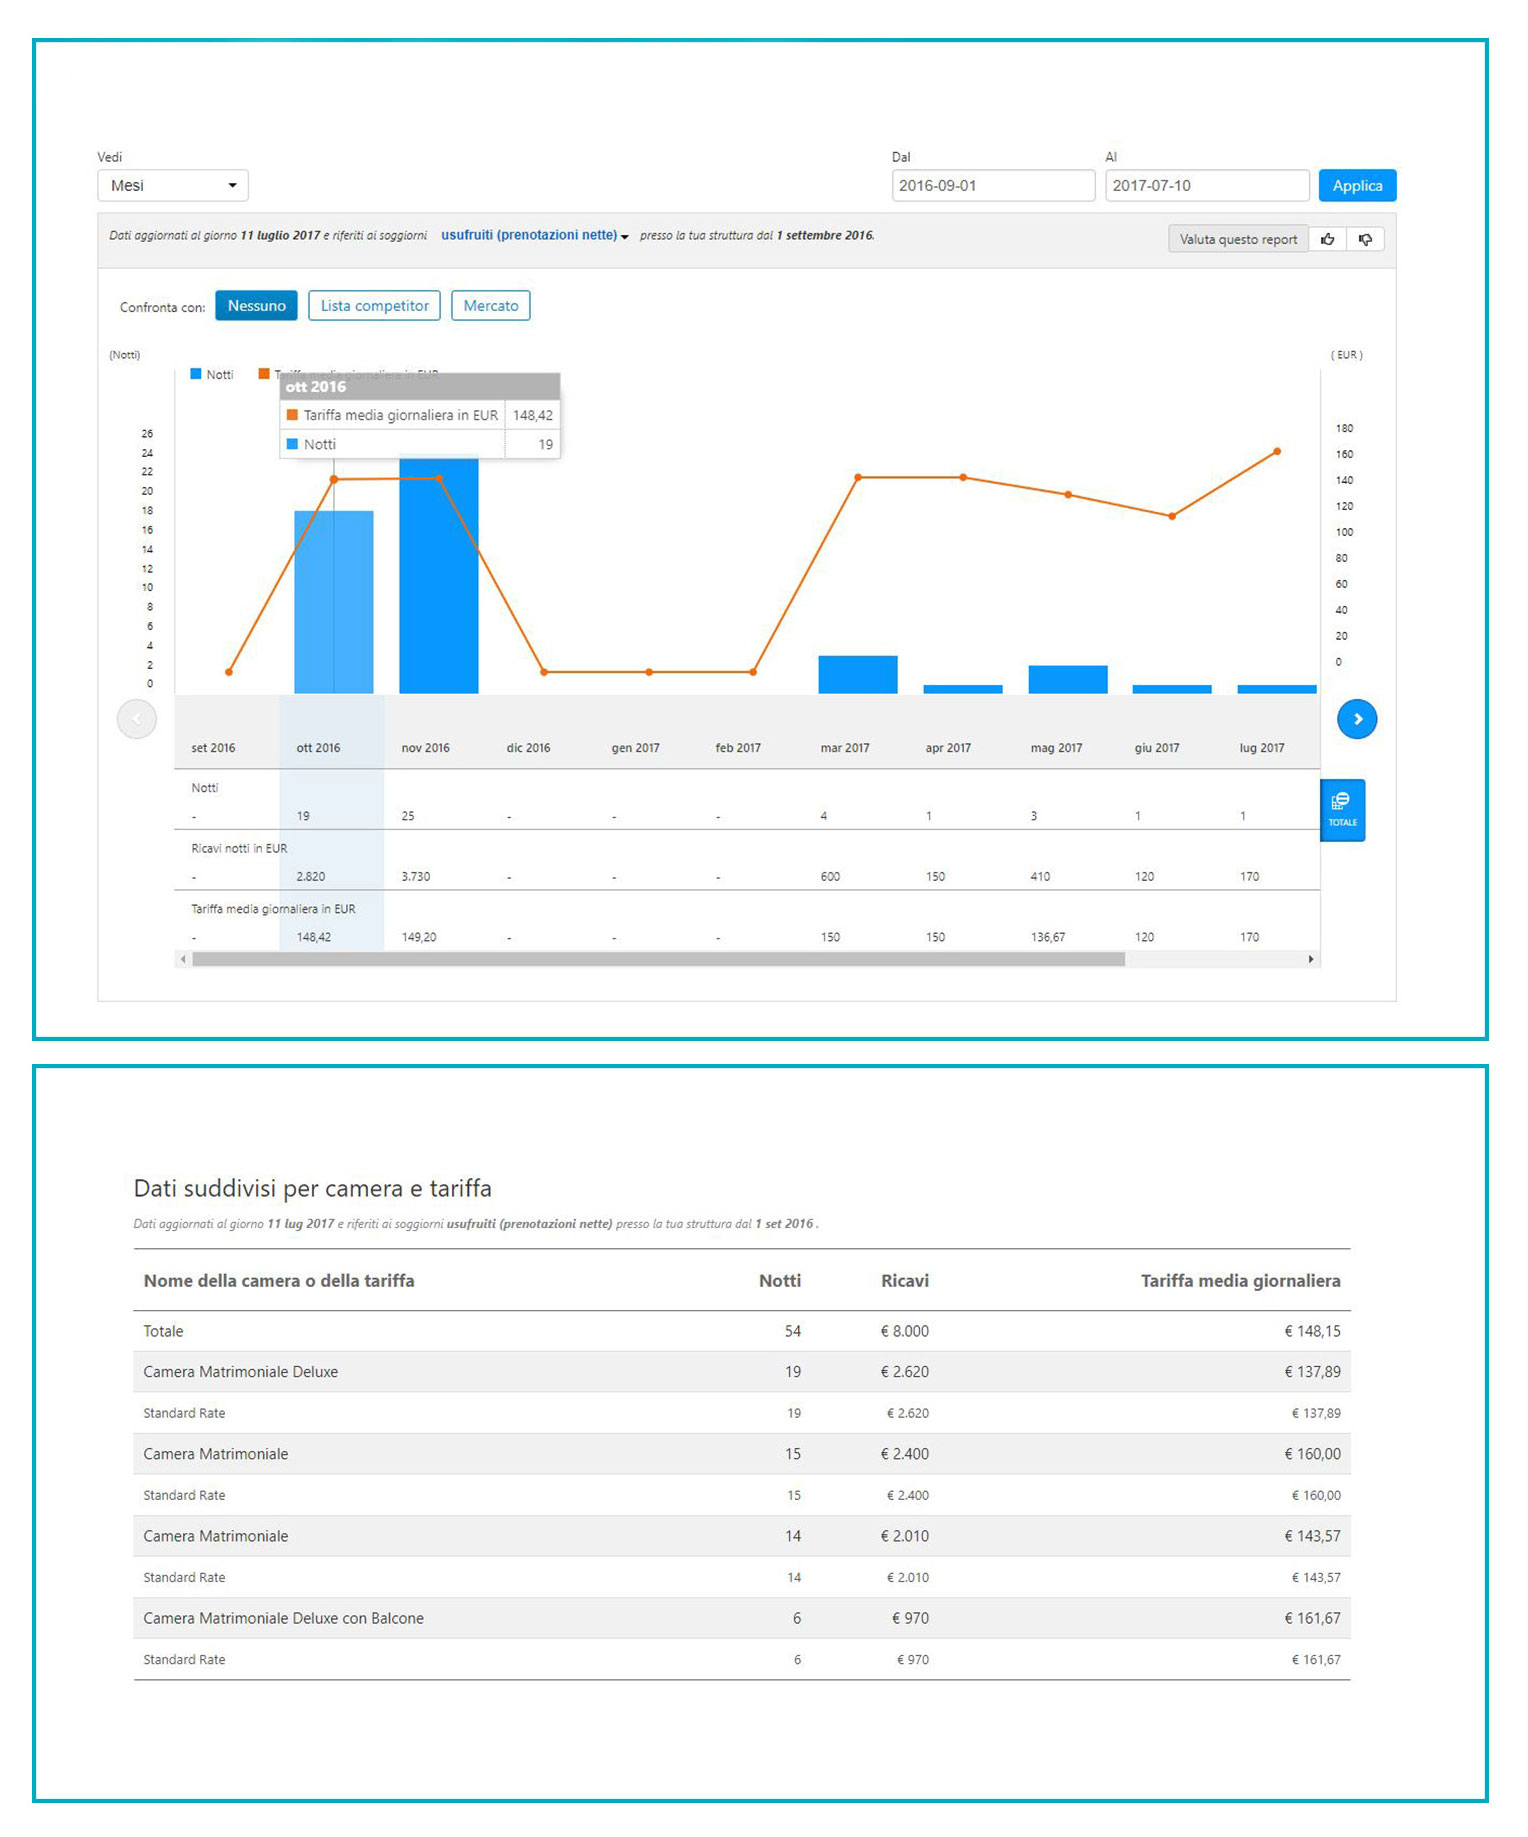 Vedi
Dal
Al
Mesi
2016-09-01
2017-07-10
Applica
Dati aggiornati al giorno 11 luglio 2017 e riferiti ai soggiorni usufruiti (prenotazioni nette) presso la tua struttura dal 1 settembre 2016.
Valuta questo report
Confronta con: Nessuno Lista competitor Mercato
(Notti)
( EUR )
Notti
Tariffa media giornaliera in EUR
ott 2016
Tariffa media giornaliera in EUR 148,42
Notti 19
26
24
22
20
18
16
14
12
10
8
6
4
2
0
180
160
140
120
100
80
60
40
20
0
set 2016 ott 2016 nov 2016 dic 2016 gen 2017 feb 2017 mar 2017 apr 2017 mag 2017 giu 2017 lug 2017
Notti
- 19 25 - - - 4 1 3 1 1
TOTALE
Ricavi notti in EUR
- 2.820 3.730 - - - 600 150 410 120 170
Tariffa media giornaliera in EUR
- 148,42 149,20 - - - 150 150 136,67 120 170
Dati suddivisi per camera e tariffa
Dati aggiornati al giorno 11 lug 2017 e riferiti ai soggiorni usufruiti (prenotazioni nette) presso la tua struttura dal 1 set 2016 .
Nome della camera o della tariffa Notti Ricavi Tariffa media giornaliera
Totale 54 € 8.000 € 148,15
Camera Matrimoniale Deluxe 19 € 2.620 € 137,89
Standard Rate 19 € 2.620 € 137,89
Camera Matrimoniale 15 € 2.400 € 160,00
Standard Rate 15 € 2.400 € 160,00
Camera Matrimoniale 14 € 2.010 € 143,57
Standard Rate 14 € 2.010 € 143,57
Camera Matrimoniale Deluxe con Balcone 6 € 970 € 161,67
Standard Rate 6 € 970 € 161,67